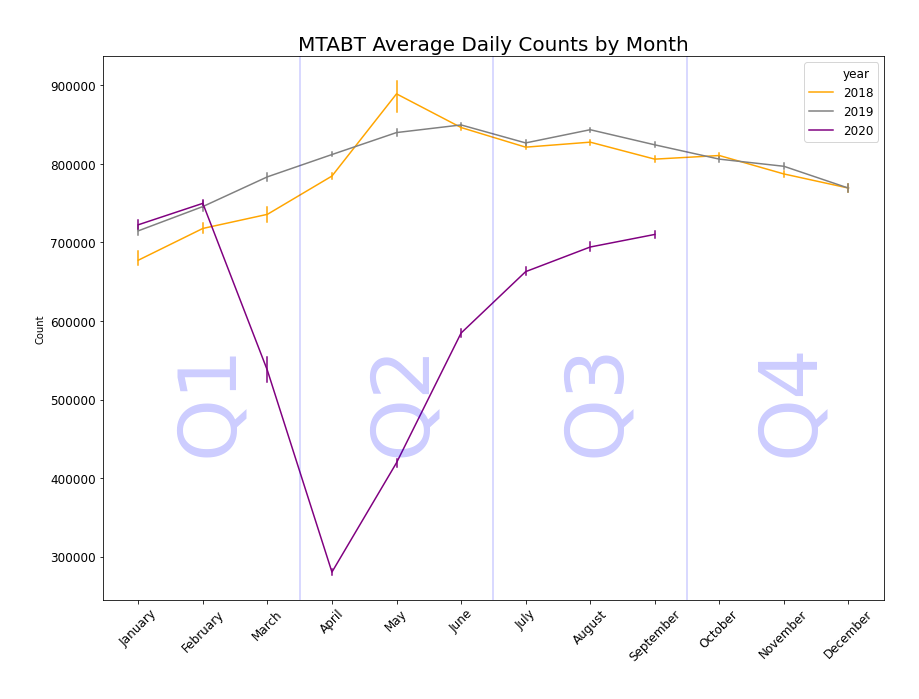 MTABT Average Daily Counts by Month
year
2018
2019
2020
Count
900000
800000
700000
600000
500000
400000
300000
Q1
Q2
Q3
Q4
January
February
March
April
May
June
July
August
September
October
November
December